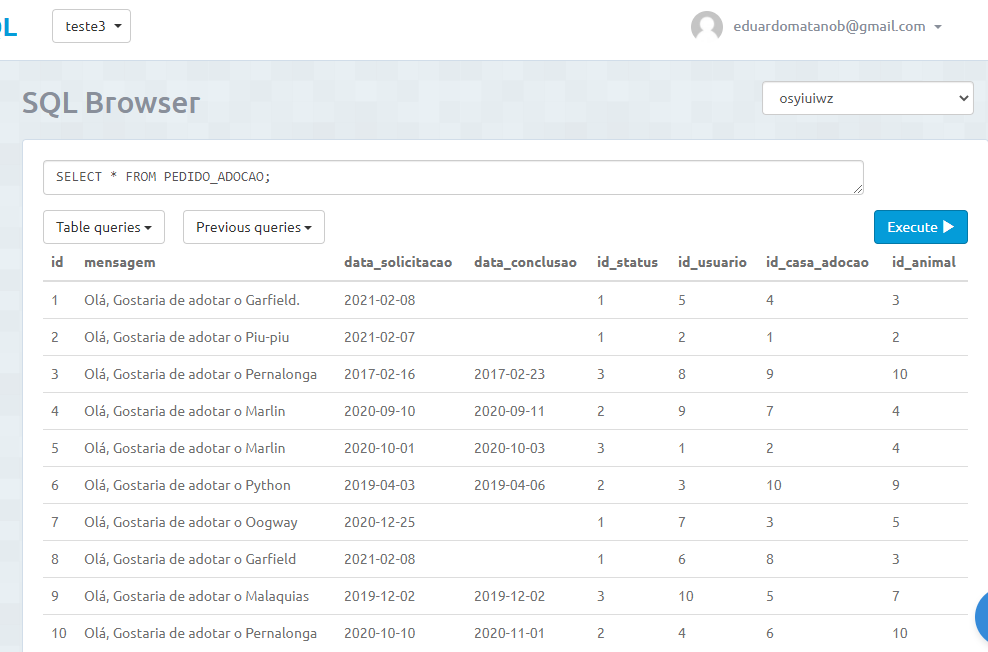 QL teste3 eduardomatanob@gmail.com
SQL Browser osyiuiwz
SELECT * FROM PEDIDO_ADOCAO;
Table queries Previous queries Execute
id mensagem data_solicitacao data_conclusao id_status id_usuario id_casa_adocao id_animal
1 Olá, Gostaria de adotar o Garfield. 2021-02-08 1 5 4 3
2 Olá, Gostaria de adotar o Piu-piu 2021-02-07 1 2 1 2
3 Olá, Gostaria de adotar o Pernalonga 2017-02-16 2017-02-23 3 8 9 10
4 Olá, Gostaria de adotar o Marlin 2020-09-10 2020-09-11 2 9 7 4
5 Olá, Gostaria de adotar o Marlin 2020-10-01 2020-10-03 3 1 2 4
6 Olá, Gostaria de adotar o Python 2019-04-03 2019-04-06 2 3 10 9
7 Olá, Gostaria de adotar o Oogway 2020-12-25 1 7 3 5
8 Olá, Gostaria de adotar o Garfield 2021-02-08 1 6 8 3
9 Olá, Gostaria de adotar o Malaquias 2019-12-02 2019-12-02 3 10 5 7
10 Olá, Gostaria de adotar o Pernalonga 2020-10-10 2020-11-01 2 4 6 10